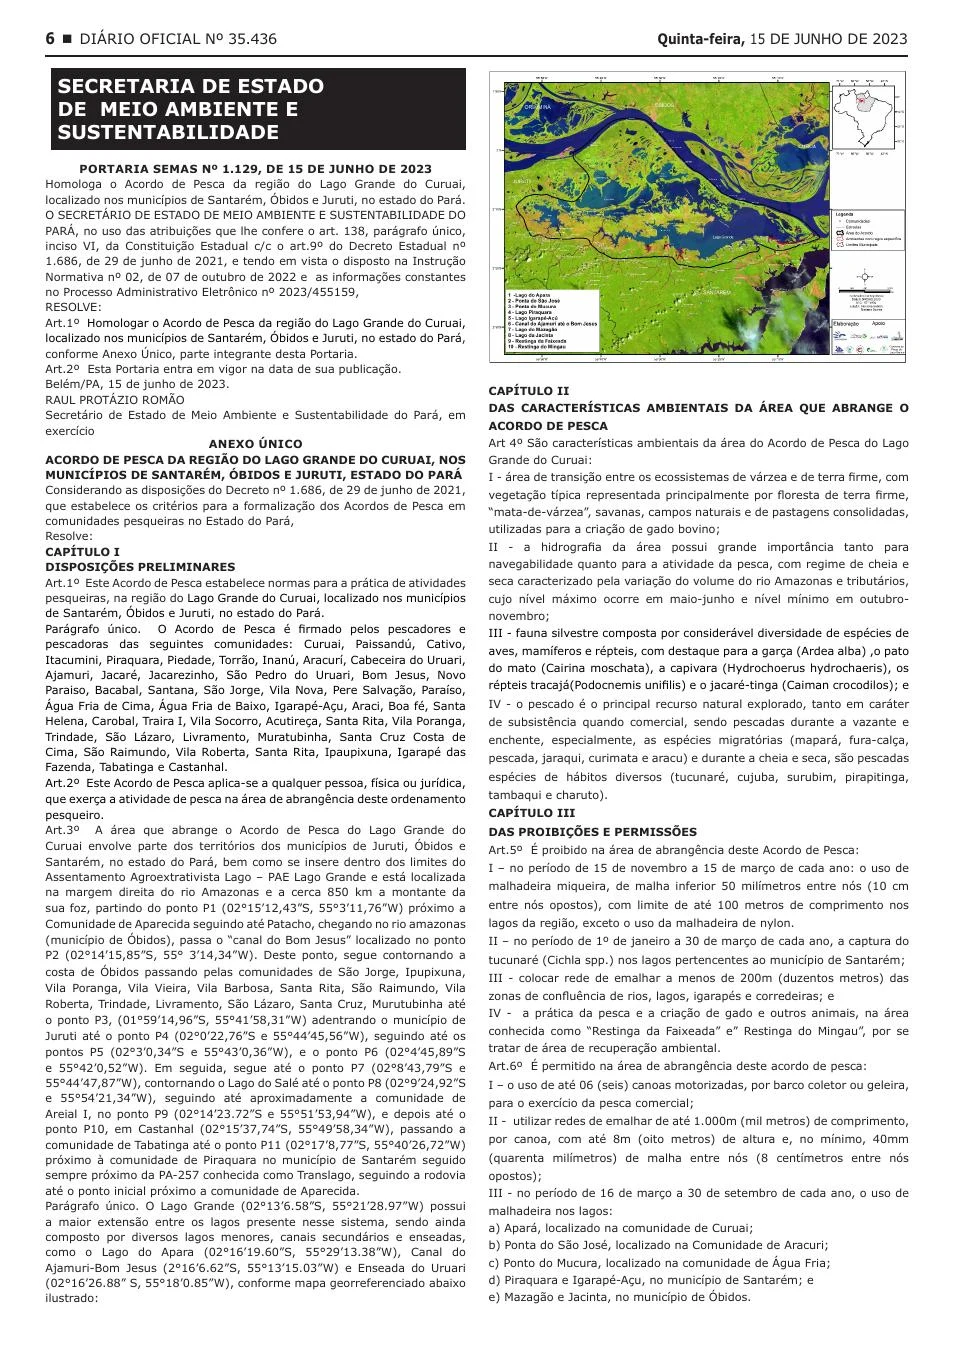 6 ■ DIÁRIO OFICIAL Nº 35.436
Quinta-feira, 15 DE JUNHO DE 2023
SECRETARIA DE ESTADO
DE MEIO AMBIENTE E
SUSTENTABILIDADE
PORTARIA SEMAS Nº 1.129, DE 15 DE JUNHO DE 2023
Homologa o Acordo de Pesca da região do Lago Grande do Curuai,
localizado nos municípios de Santarém, Óbidos e Juruti, no estado do Pará.
O SECRETÁRIO DE ESTADO DE MEIO AMBIENTE E SUSTENTABILIDADE DO
PARÁ, no uso das atribuições que lhe confere o art. 138, parágrafo único,
inciso VI, da Constituição Estadual c/c o art.9º do Decreto Estadual nº
1.686, de 29 de junho de 2021, e tendo em vista o disposto na Instrução
Normativa nº 02, de 07 de outubro de 2022 e as informações constantes
no Processo Administrativo Eletrônico nº 2023/455159,
RESOLVE:
Art.1º Homologar o Acordo de Pesca da região do Lago Grande do Curuai,
localizado nos municípios de Santarém, Óbidos e Juruti, no estado do Pará,
conforme Anexo Único, parte integrante desta Portaria.
Art.2º Esta Portaria entra em vigor na data de sua publicação.
Belém/PA, 15 de junho de 2023.
RAUL PROTÁZIO ROMÃO
Secretário de Estado de Meio Ambiente e Sustentabilidade do Pará, em
exercício
ANEXO ÚNICO
ACORDO DE PESCA DA REGIÃO DO LAGO GRANDE DO CURUAI, NOS
MUNICÍPIOS DE SANTARÉM, ÓBIDOS E JURUTI, ESTADO DO PARÁ
Considerando as disposições do Decreto nº 1.686, de 29 de junho de 2021,
que estabelece os critérios para a formalização dos Acordos de Pesca em
comunidades pesqueiras no Estado do Pará,
Resolve:
CAPÍTULO I
DISPOSIÇÕES PRELIMINARES
Art.1º Este Acordo de Pesca estabelece normas para a prática de atividades
pesqueiras, na região do Lago Grande do Curuai, localizado nos municípios
de Santarém, Óbidos e Juruti, no estado do Pará.
Parágrafo único. O Acordo de Pesca é firmado pelos pescadores e
pescadoras das seguintes comunidades: Curuai, Paissandú, Cativo,
Itacumini, Piraquara, Piedade, Torrão, Inanú, Aracurí, Cabeceira do Uruari,
Ajamuri, Jacaré, Jacarezinho, São Pedro do Uruari, Bom Jesus, Novo
Paraiso, Bacabal, Santana, São Jorge, Vila Nova, Pere Salvação, Paraíso,
Água Fria de Cima, Água Fria de Baixo, Igarapé-Açu, Araci, Boa fé, Santa
Helena, Carobal, Traira I, Vila Socorro, Acutireça, Santa Rita, Vila Poranga,
Trindade, São Lázaro, Livramento, Muratubinha, Santa Cruz Costa de
Cima, São Raimundo, Vila Roberta, Santa Rita, Ipaupixuna, Igarapé das
Fazenda, Tabatinga e Castanhal.
Art.2º Este Acordo de Pesca aplica-se a qualquer pessoa, física ou jurídica,
que exerça a atividade de pesca na área de abrangência deste ordenamento
pesqueiro.
Art.3º A área que abrange o Acordo de Pesca do Lago Grande do
Curuai envolve parte dos territórios dos municípios de Juruti, Óbidos e
Santarém, no estado do Pará, bem como se insere dentro dos limites do
Assentamento Agroextrativista Lago – PAE Lago Grande e está localizada
na margem direita do rio Amazonas e a cerca 850 km a montante da
sua foz, partindo do ponto P1 (02°15’12,43”S, 55°3’11,76”W) próximo a
Comunidade de Aparecida seguindo até Patacho, chegando no rio amazonas
(município de Óbidos), passa o “canal do Bom Jesus” localizado no ponto
P2 (02°14’15,85”S, 55° 3’14,34”W). Deste ponto, segue contornando a
costa de Óbidos passando pelas comunidades de São Jorge, Ipupixuna,
Vila Poranga, Vila Vieira, Vila Barbosa, Santa Rita, São Raimundo, Vila
Roberta, Trindade, Livramento, São Lázaro, Santa Cruz, Murutubinha até
o ponto P3, (01°59’14,96”S, 55°41’58,31”W) adentrando o município de
Juruti até o ponto P4 (02°0’22,76”S e 55°44’45,56”W), seguindo até os
pontos P5 (02°3’0,34”S e 55°43’0,36”W), e o ponto P6 (02°4’45,89”S
e 55°42’0,52”W). Em seguida, segue até o ponto P7 (02°8’43,79”S e
55°44’47,87”W), contornando o Lago do Salé até o ponto P8 (02°9’24,92”S
e 55°54’21,34”W), seguindo até aproximadamente a comunidade de
Areial I, no ponto P9 (02°14’23.72”S e 55°51’53,94”W), e depois até o
ponto P10, em Castanhal (02°15’37,74”S, 55°49’58,34”W), passando a
comunidade de Tabatinga até o ponto P11 (02°17’8,77”S, 55°40’26,72”W)
próximo à comunidade de Piraquara no município de Santarém seguido
sempre próximo da PA-257 conhecida como Translago, seguindo a rodovia
até o ponto inicial próximo a comunidade de Aparecida.
Parágrafo único. O Lago Grande (02°13’6.58”S, 55°21’28.97”W) possui
a maior extensão entre os lagos presente nesse sistema, sendo ainda
composto por diversos lagos menores, canais secundários e enseadas,
como o Lago do Apara (02°16’19.60”S, 55°29’13.38”W), Canal do
Ajamuri-Bom Jesus (2°16’6.62”S, 55°13’15.03”W) e Enseada do Uruari
(02°16’26.88” S, 55°18’0.85”W), conforme mapa georreferenciado abaixo
ilustrado:
ÓBIDOS
JURUTI
SANTARÉM
Lago Grande
1 -Lago do Apara
2 - Ponta do São José
3 - Ponto do Mucura
4 - Lago Piraquara
5 - Lago Igarapé-Acú
6 - Canal do Ajamuri até o Bom Jesus
7 - Lago do Mazagão
8 - Lago da Jacinta
9 - Restinga da Faixeada
10 - Restinga do Mingau
Legenda
Comunidades
Estradas
Área do Acordo
Limites Municipais
Elaboração Apoio
CAPÍTULO II
DAS CARACTERÍSTICAS AMBIENTAIS DA ÁREA QUE ABRANGE O
ACORDO DE PESCA
Art 4º São características ambientais da área do Acordo de Pesca do Lago
Grande do Curuai:
I - área de transição entre os ecossistemas de várzea e de terra firme, com
vegetação típica representada principalmente por floresta de terra firme,
“mata-de-várzea”, savanas, campos naturais e de pastagens consolidadas,
utilizadas para a criação de gado bovino;
II - a hidrografia da área possui grande importância tanto para
navegabilidade quanto para a atividade da pesca, com regime de cheia e
seca caracterizado pela variação do volume do rio Amazonas e tributários,
cujo nível máximo ocorre em maio-junho e nível mínimo em outubro-
novembro;
III - fauna silvestre composta por considerável diversidade de espécies de
aves, mamíferos e répteis, com destaque para a garça (Ardea alba) ,o pato
do mato (Cairina moschata), a capivara (Hydrochoerus hydrochaeris), os
répteis tracajá(Podocnemis unifilis) e o jacaré-tinga (Caiman crocodilos); e
IV - o pescado é o principal recurso natural explorado, tanto em caráter
de subsistência quando comercial, sendo pescadas durante a vazante e
enchente, especialmente, as espécies migratórias (mapará, fura-calça,
pescada, jaraqui, curimata e aracu) e durante a cheia e seca, são pescadas
espécies de hábitos diversos (tucunaré, cujuba, surubim, pirapitinga,
tambaqui e charuto).
CAPÍTULO III
DAS PROIBIÇÕES E PERMISSÕES
Art.5º É proibido na área de abrangência deste Acordo de Pesca:
I – no período de 15 de novembro a 15 de março de cada ano: o uso de
malhadeira miqueira, de malha inferior 50 milímetros entre nós (10 cm
entre nós opostos), com limite de até 100 metros de comprimento nos
lagos da região, exceto o uso da malhadeira de nylon.
II – no período de 1º de janeiro a 30 de março de cada ano, a captura do
tucunaré (Cichla spp.) nos lagos pertencentes ao município de Santarém;
III - colocar rede de emalhar a menos de 200m (duzentos metros) das
zonas de confluência de rios, lagos, igarapés e corredeiras; e
IV - a prática da pesca e a criação de gado e outros animais, na área
conhecida como “Restinga da Faixeada” e” Restinga do Mingau”, por se
tratar de área de recuperação ambiental.
Art.6º É permitido na área de abrangência deste acordo de pesca:
I – o uso de até 06 (seis) canoas motorizadas, por barco coletor ou geleira,
para o exercício da pesca comercial;
II - utilizar redes de emalhar de até 1.000m (mil metros) de comprimento,
por canoa, com até 8m (oito metros) de altura e, no mínimo, 40mm
(quarenta milímetros) de malha entre nós (8 centímetros entre nós
opostos);
III - no período de 16 de março a 30 de setembro de cada ano, o uso de
malhadeira nos lagos:
a) Apará, localizado na comunidade de Curuai;
b) Ponta do São José, localizado na Comunidade de Aracuri;
c) Ponto do Mucura, localizado na comunidade de Água Fria;
d) Piraquara e Igarapé-Açu, no município de Santarém; e
e) Mazagão e Jacinta, no município de Óbidos.